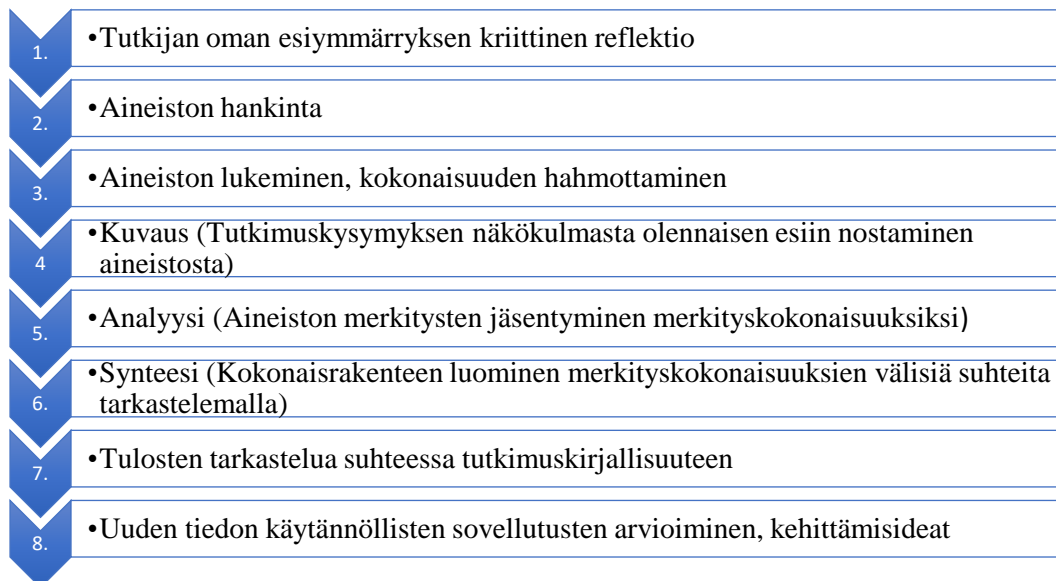 1. •Tutkijan oman esiymmärryksen kriittinen reflektio
2. •Aineiston hankinta
3. •Aineiston lukeminen, kokonaisuuden hahmottaminen
4 •Kuvaus (Tutkimuskysymyksen näkökulmasta olennaisen esiin nostaminen
aineistosta)
5. •Analyysi (Aineiston merkitysten jäsentyminen merkityskokonaisuuksiksi)
6. •Synteesi (Kokonaisrakenteen luominen merkityskokonaisuuksien välisiä suhteita
tarkastelemalla)
7. •Tulosten tarkastelua suhteessa tutkimuskirjallisuuteen
8. •Uuden tiedon käytännöllisten sovellutusten arvioiminen, kehittämisideat